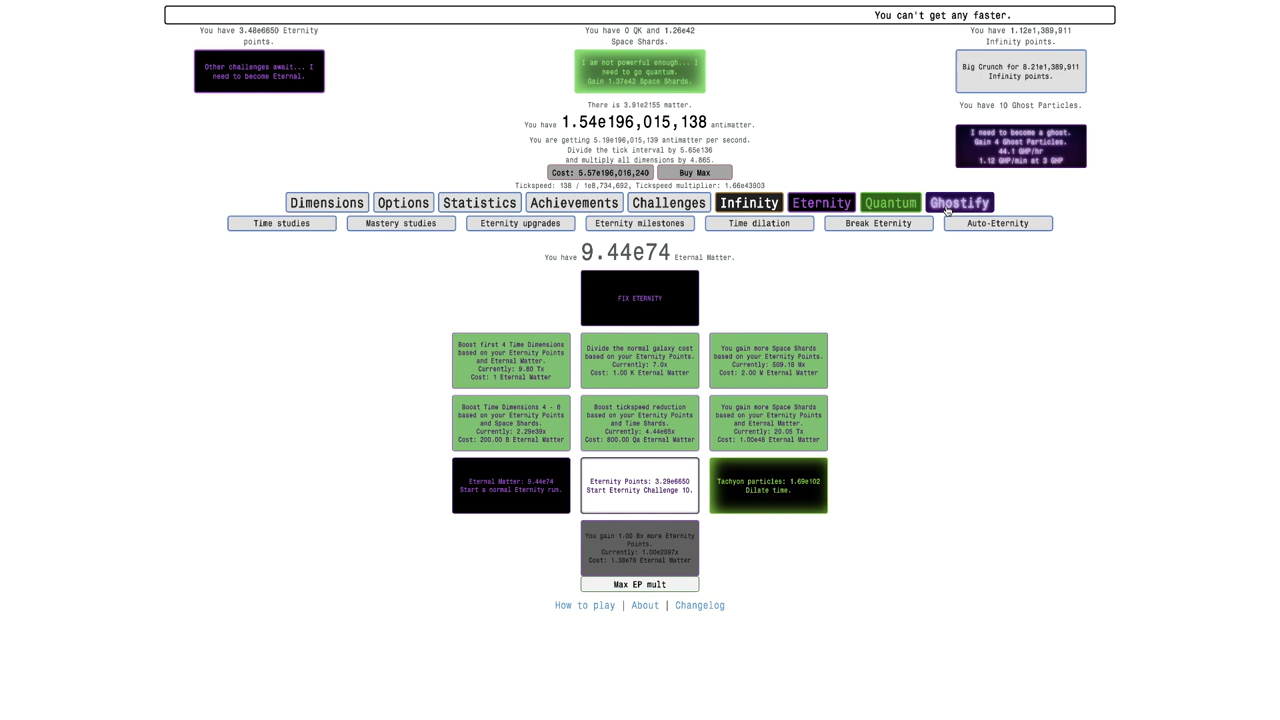 You can't get any faster.
You have 3.48e6650 Eternity
points.
Other challenges await... I
need to become Eternal.
You have 0 QK and 1.26e42
Space Shards.
I am not powerful enough... I
need to go quantum.
Gain 1.37e42 Space Shards.
You have 1.12e1,389,911
Infinity points.
Big Crunch for 8.21e1,389,911
Infinity points.
You have 10 Ghost Particles.
I need to become a ghost.
Gain 4 Ghost Particles.
44.1 GHP/hr
1.12 GHP/min at 3 GHP
There is 3.91e2155 matter.
You have 1.54e196,015,138 antimatter.
You are getting 5.19e196,015,139 antimatter per second.
Divide the tick interval by 5.65e136
and multiply all dimensions by 4.865.
Cost: 5.57e196,016,240 Buy Max
Tickspeed: 138 / 1e8,734,692, Tickspeed multiplier: 1.66e43903
Dimensions Options Statistics Achievements Challenges Infinity Eternity Quantum Ghostify
Time studies Mastery studies Eternity upgrades Eternity milestones Time dilation Break Eternity Auto-Eternity
You have 9.44e74 Eternal Matter.
FIX ETERNITY
Boost first 4 Time Dimensions
based on your Eternity Points
and Eternal Matter.
Currently: 9.80 Tx
Cost: 1 Eternal Matter
Divide the normal galaxy cost
based on your Eternity Points.
Currently: 7.0x
Cost: 1.00 K Eternal Matter
You gain more Space Shards
based on your Eternity Points.
Currently: 509.16 Mx
Cost: 2.00 M Eternal Matter
Boost Time Dimensions 4 - 6
based on your Eternity Points
and Space Shards.
Currently: 2.29e39x
Cost: 200.00 B Eternal Matter
Boost tickspeed reduction
based on your Eternity Points
and Time Shards.
Currently: 4.44e65x
Cost: 800.00 Qa Eternal Matter
You gain more Space Shards
based on your Eternity Points
and Eternal Matter.
Currently: 20.05 Tx
Cost: 1.00e48 Eternal Matter
Eternal Matter: 9.44e74
Start a normal Eternity run.
Eternity Points: 3.29e6650
Start Eternity Challenge 10.
Tachyon particles: 1.69e102
Dilate time.
You gain 1.00 Bx more Eternity
Points.
Currently: 1.00e2097x
Cost: 1.38e76 Eternal Matter
Max EP mult
How to play | About | Changelog